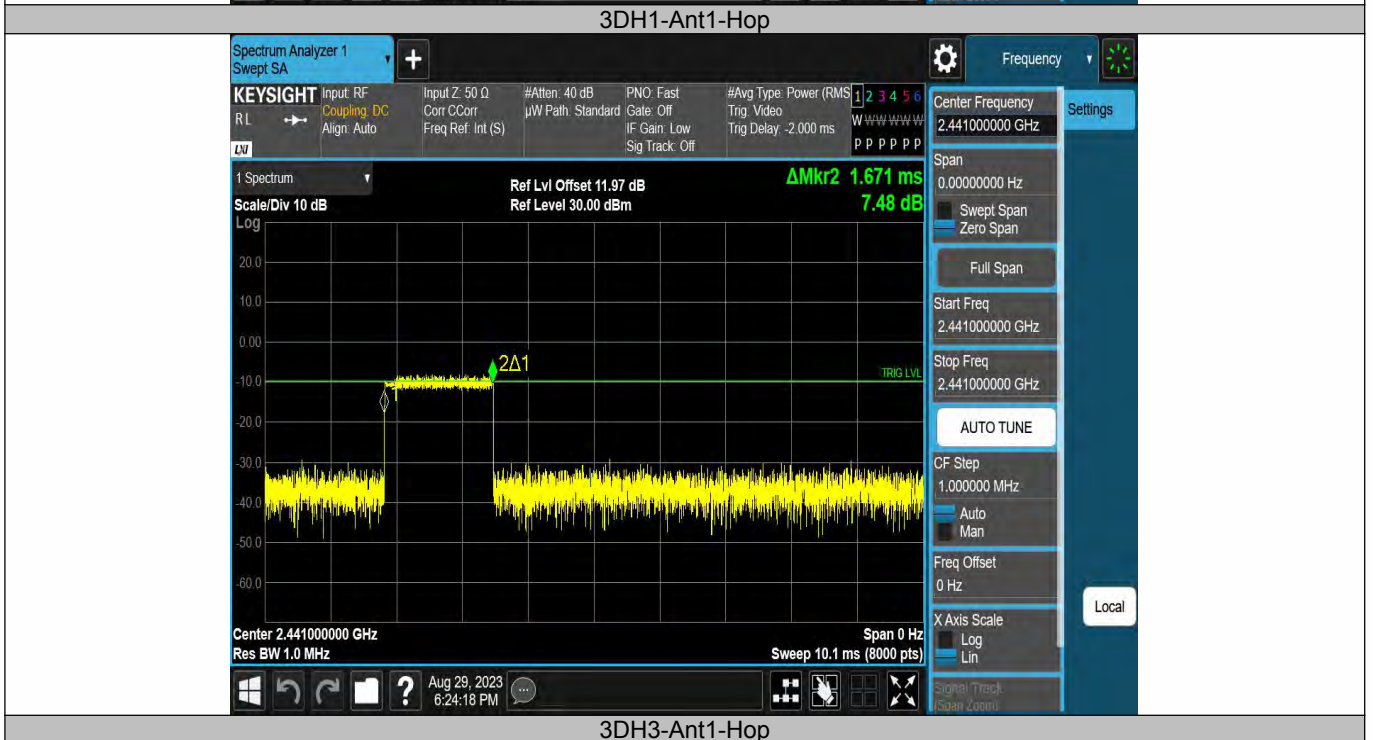 3DH1-Ant1-Hop
Spectrum Analyzer 1
Swept SA
+
Frequency
KEYSIGHT
RL
LXI
Input: RF
Coupling: DC
Align: Auto
Input Z: 50 Ω
Corr CCorr
Freq Ref: Int (S)
#Atten: 40 dB
µW Path: Standard
PNO: Fast
Gate: Off
IF Gain: Low
Sig Track: Off
#Avg Type: Power (RMS
Trig: Video
Trig Delay: -2.000 ms
1 2 3 4 5 6
W W W W W W
P P P P P P
Center Frequency
2.441000000 GHz
Settings
Span
0.00000000 Hz
Swept Span
Zero Span
Full Span
Start Freq
2.441000000 GHz
Stop Freq
2.441000000 GHz
AUTO TUNE
CF Step
1.000000 MHz
Auto
Man
Freq Offset
0 Hz
X Axis Scale
Log
Lin
Signal Track
(Span Zoom)
Local
1 Spectrum
Scale/Div 10 dB
Log
Ref Lvl Offset 11.97 dB
Ref Level 30.00 dBm
ΔMkr2 1.671 ms
7.48 dB
20.0
10.0
0.00
-10.0
-20.0
-30.0
-40.0
-50.0
-60.0
2Δ1
TRIG LVL
Center 2.441000000 GHz
Span 0 Hz
Res BW 1.0 MHz
Sweep 10.1 ms (8000 pts)
?
Aug 29, 2023
6:24:18 PM
3DH3-Ant1-Hop